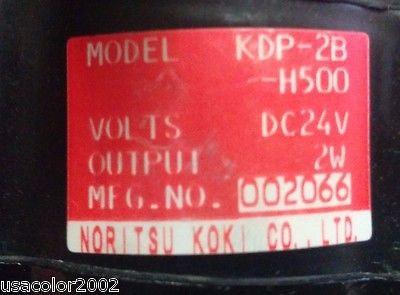 MODEL KDP-2B
-H500
VOLTS DC24V
OUTPUT 2W
MFG.NO. 002066
NORITSU KOKI CO., LTD.
usacolor2002